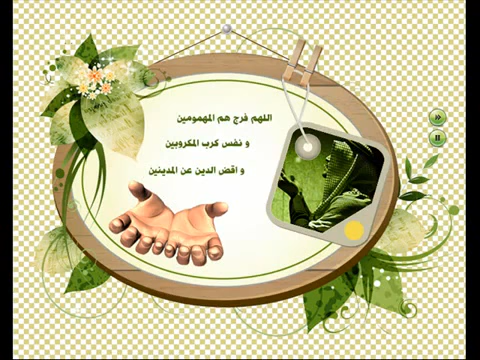 اللهم فرج هم المهمومين
و نفس كرب المكروبين
و اقض الدين عن المدينين